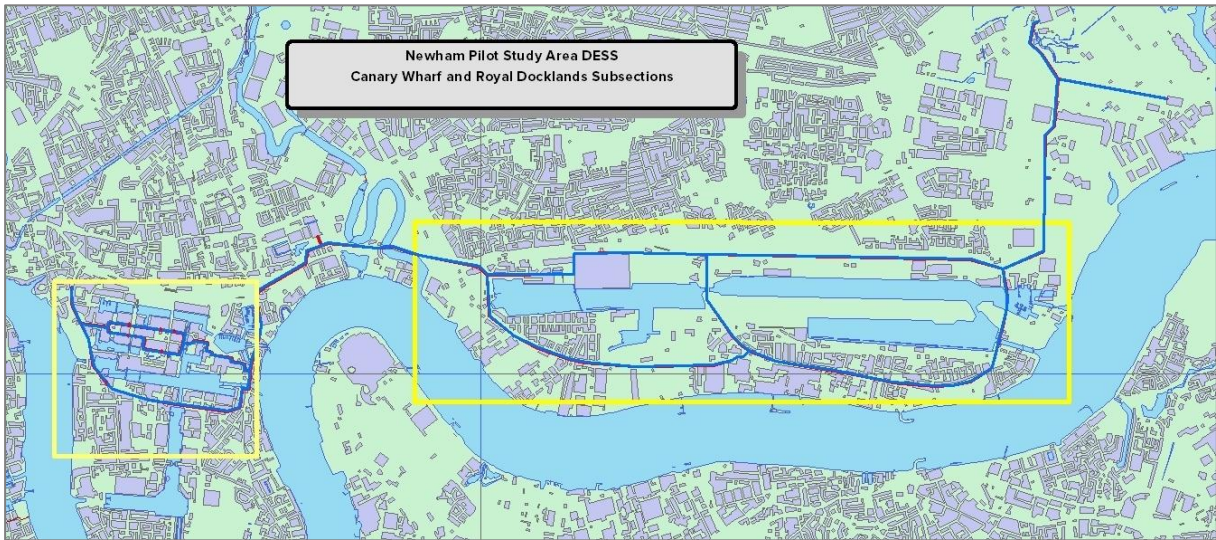 Newham Pilot Study Area DESS
Canary Wharf and Royal Docklands Subsections